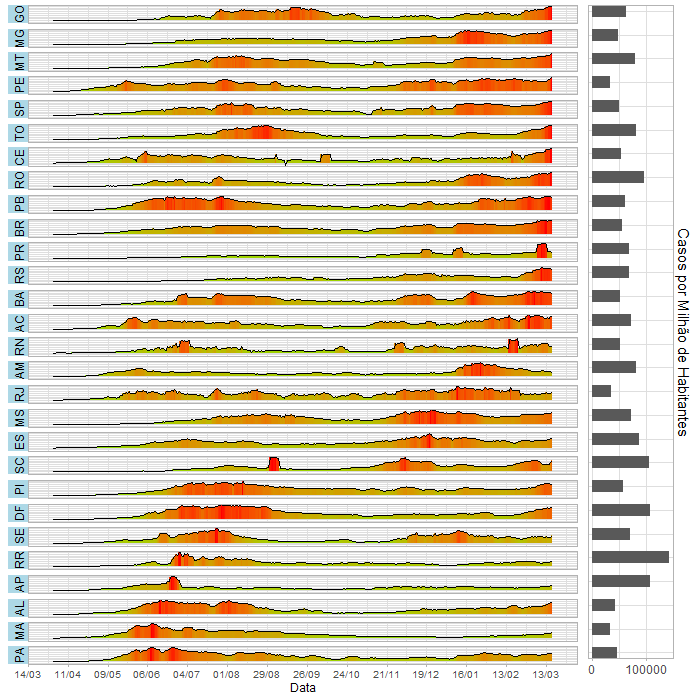 GO
MG
MT
PE
SP
TO
CE
RO
PB
BR
PR
RS
BA
AC
RN
AM
RJ
MS
ES
SC
PI
DF
SE
RR
AP
AL
MA
PA
14/03 11/04 09/05 06/06 04/07 01/08 29/08 26/09 24/10 21/11 19/12 16/01 13/02 13/03
Data
0 100000
Casos por Milhão de Habitantes